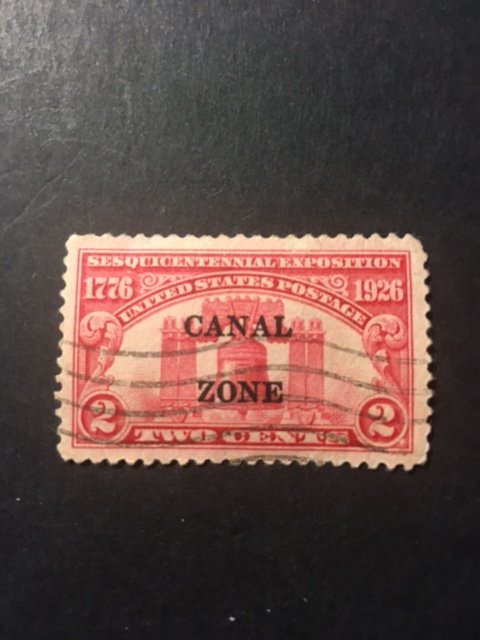 SESQUICENTENNIAL EXPOSITION
1776 UNITED STATES POSTAGE 1926
CANAL
ZONE
2 TWO CENTS 2